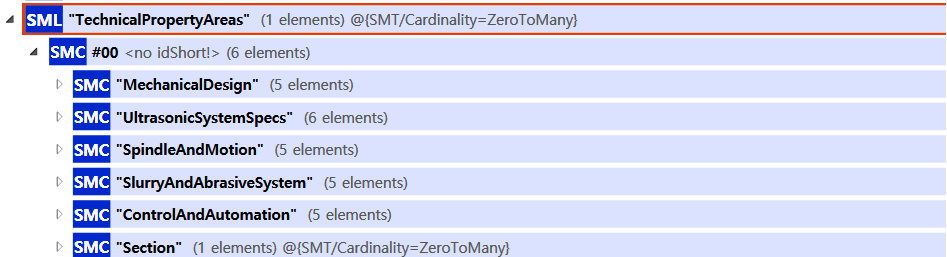 SML "TechnicalPropertyAreas" (1 elements) @{SMT/Cardinality=ZeroToMany}
SMC #00 <no idShort!> (6 elements)
SMC "MechanicalDesign" (5 elements)
SMC "UltrasonicSystemSpecs" (6 elements)
SMC "SpindleAndMotion" (5 elements)
SMC "SlurryAndAbrasiveSystem" (5 elements)
SMC "ControlAndAutomation" (5 elements)
SMC "Section" (1 elements) @{SMT/Cardinality=ZeroToMany}